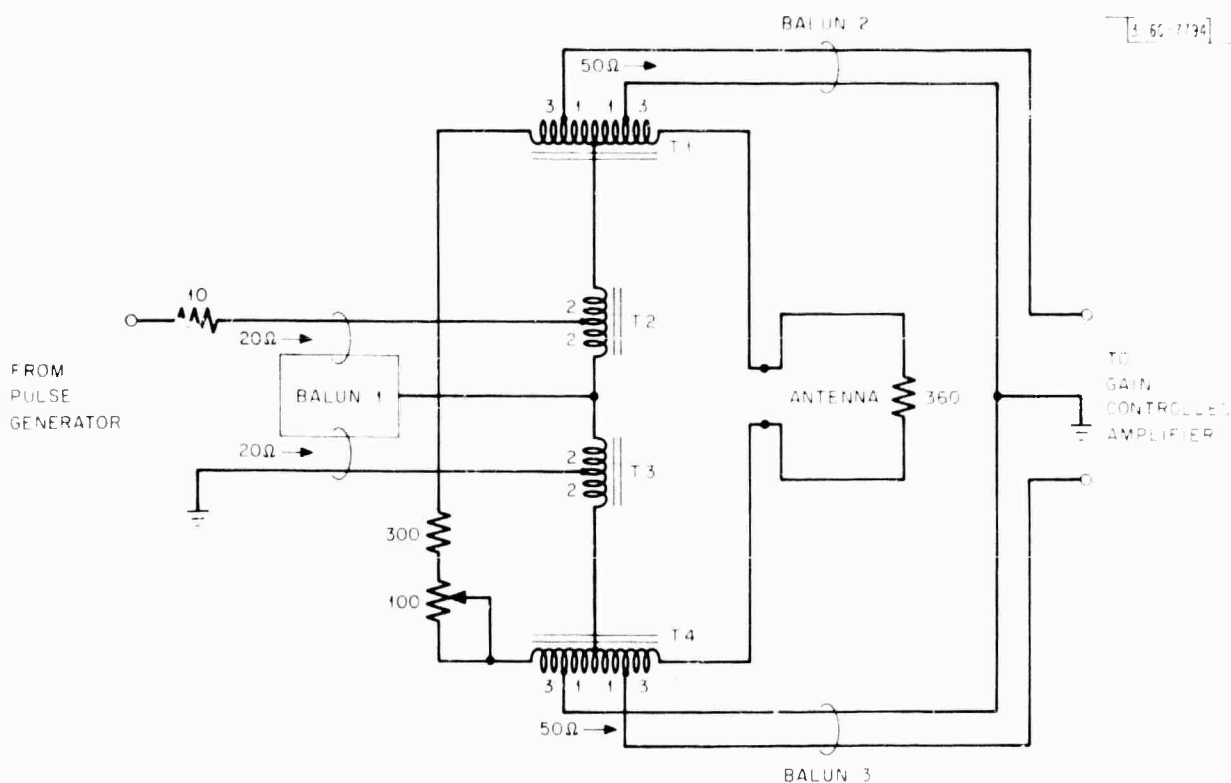 BALUN 2
50Ω
3 1 1 3
T1
10
20Ω
2
2
T2
FROM
PULSE
GENERATOR
BALUN 1
ANTENNA
360
TO
GAIN
CONTROLLED
AMPLIFIER
20Ω
2
2
T3
300
100
T4
3 1 1 3
50Ω
BALUN 3